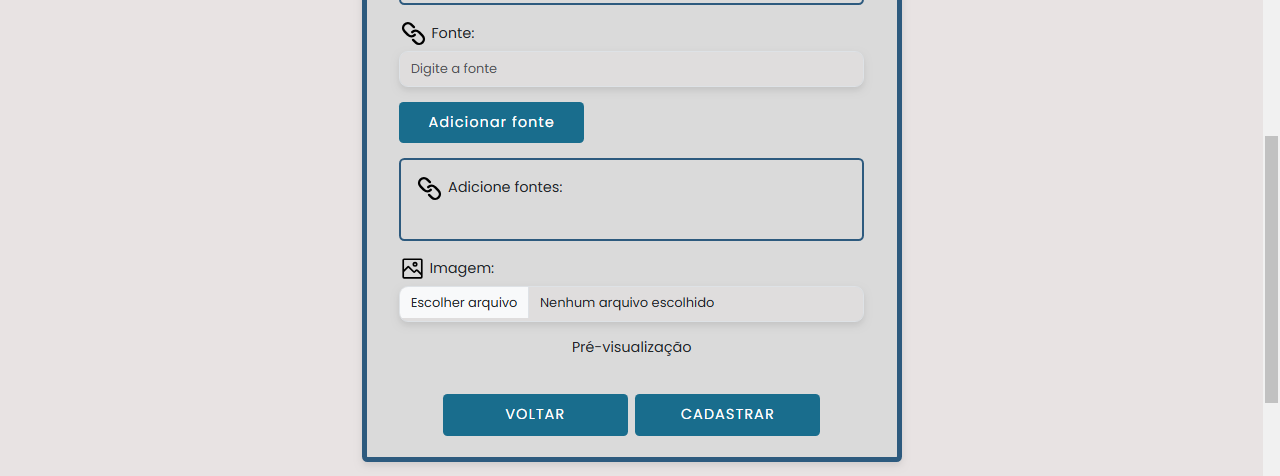 Fonte:
Digite a fonte
Adicionar fonte
Adicione fontes:
Imagem:
Escolher arquivo Nenhum arquivo escolhido
Pré-visualização
VOLTAR CADASTRAR